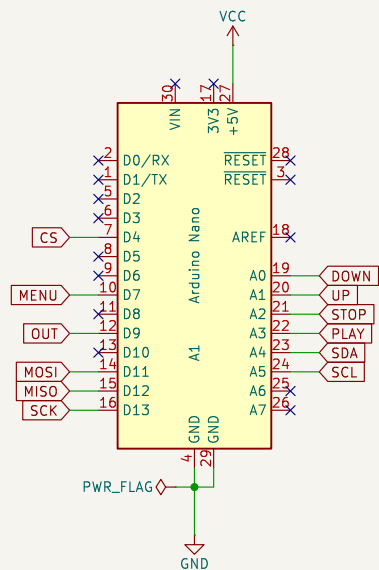 VCC
30 17 27
VIN 3V3 +5V
2 D0/RX RESET 28
1 D1/TX RESET 3
5 D2
6 D3
CS 7 D4 AREF 18
8 D5
9 D6 A0 19 DOWN
MENU 10 D7 A1 20 UP
11 D8 A2 21 STOP
OUT 12 D9 A3 22 PLAY
13 D10 A4 23 SDA
MOSI 14 D11 A5 24 SCL
MISO 15 D12 A6 25
SCK 16 D13 A7 26
Arduino Nano
A1
GND GND
4 29
PWR_FLAG
GND